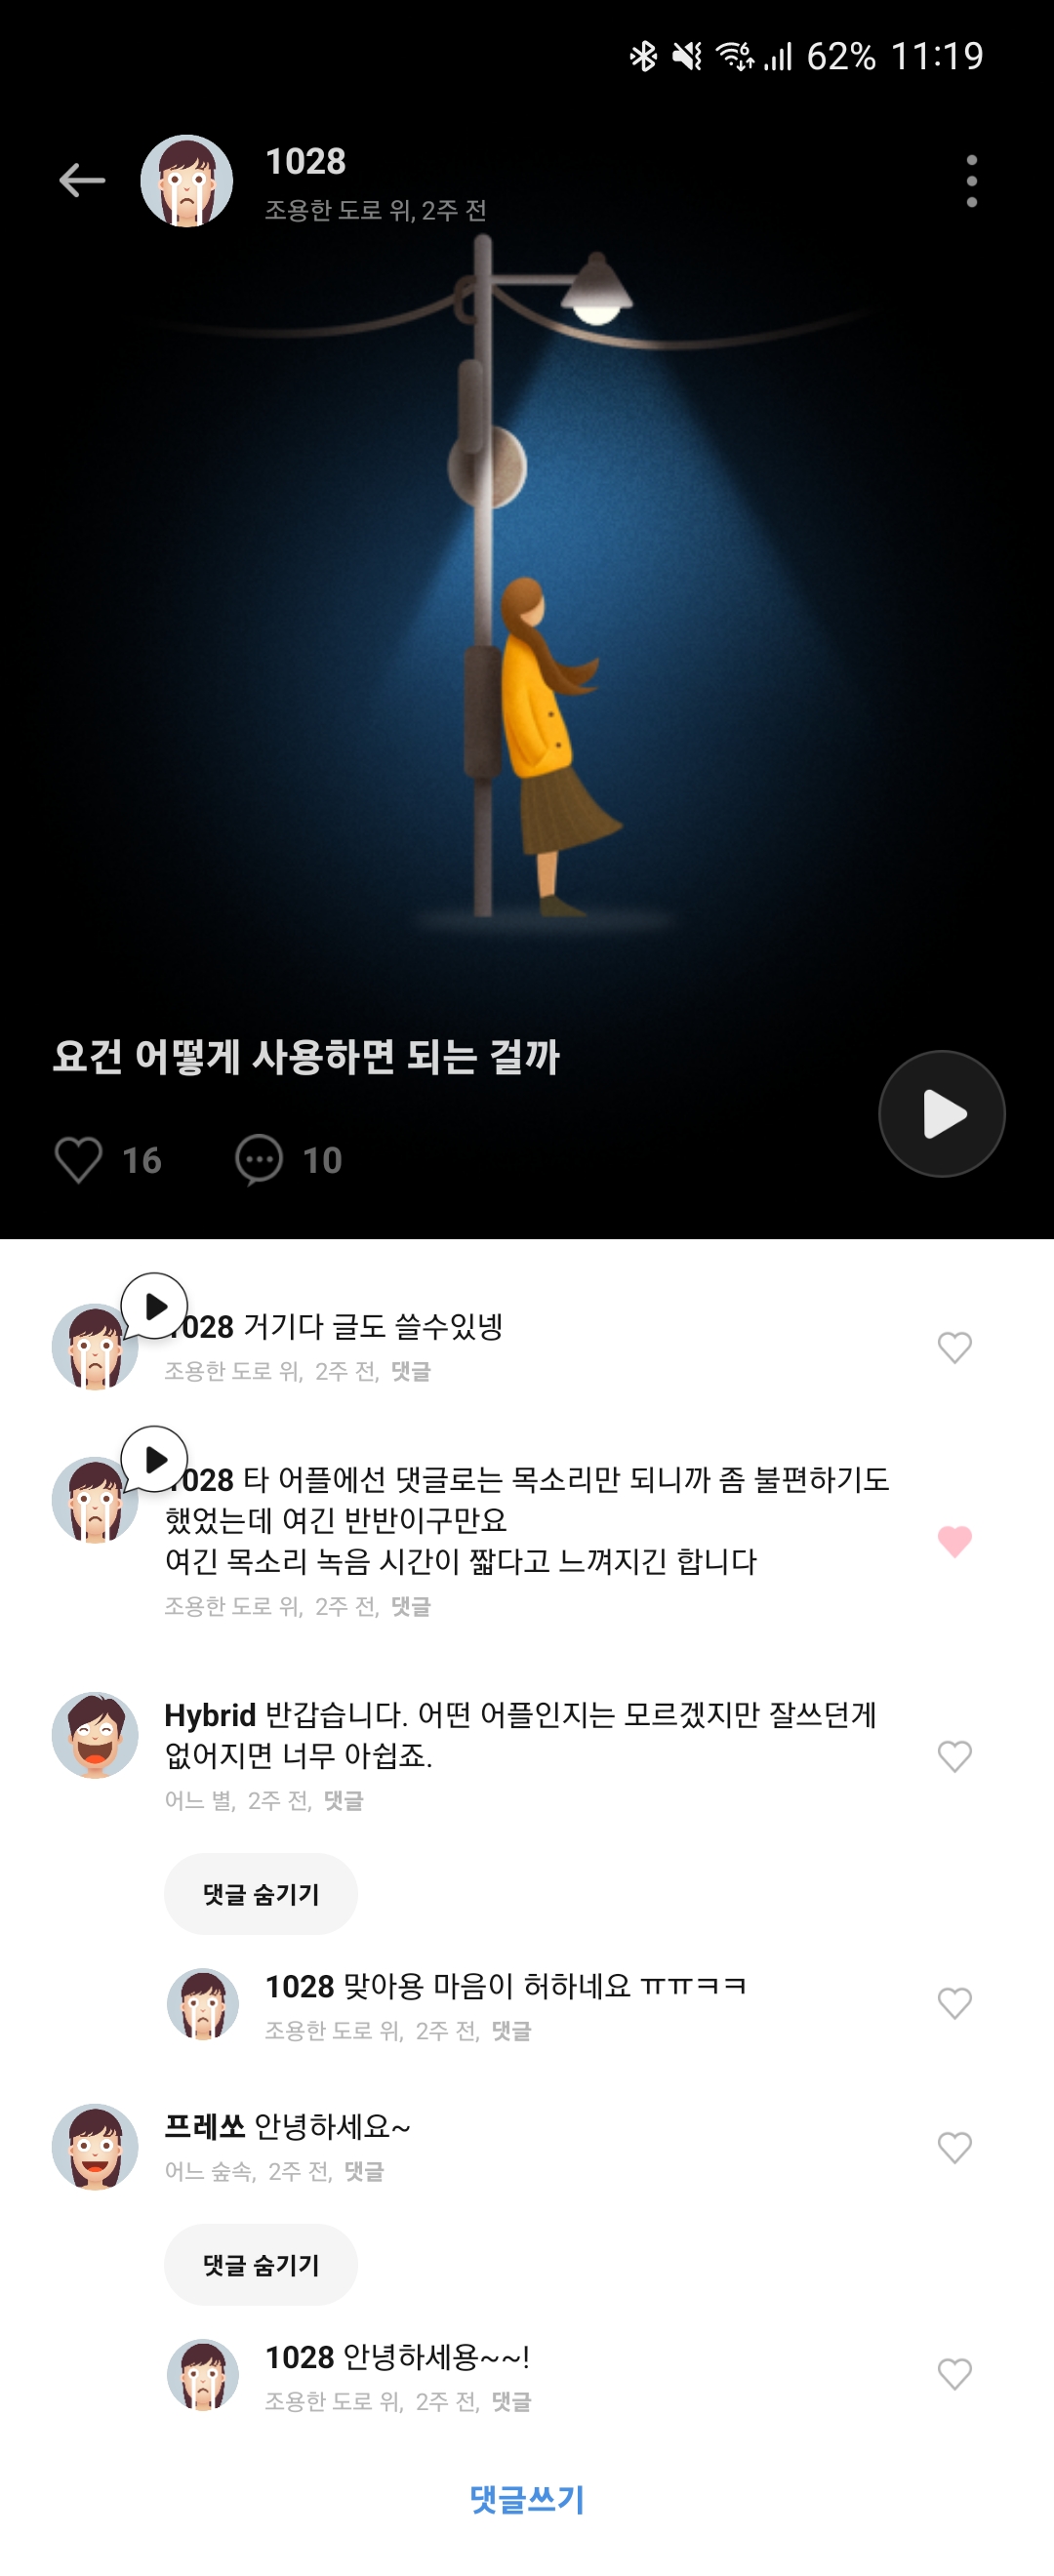 62% 11:19
1028
조용한 도로 위, 2주 전
요건 어떻게 사용하면 되는 걸까
16 10
1028 거기다 글도 쓸수있넹
조용한 도로 위, 2주 전, 댓글
1028 타 어플에선 댓글로는 목소리만 되니까 좀 불편하기도
했었는데 여긴 반반이구만요
여긴 목소리 녹음 시간이 짧다고 느껴지긴 합니다
조용한 도로 위, 2주 전, 댓글
Hybrid 반갑습니다. 어떤 어플인지는 모르겠지만 잘쓰던게
없어지면 너무 아쉽죠.
어느 별, 2주 전, 댓글
댓글 숨기기
1028 맞아용 마음이 허하네요 ㅠㅠㅋㅋ
조용한 도로 위, 2주 전, 댓글
프레쏘 안녕하세요~
어느 숲속, 2주 전, 댓글
댓글 숨기기
1028 안녕하세용~~!
조용한 도로 위, 2주 전, 댓글
댓글쓰기